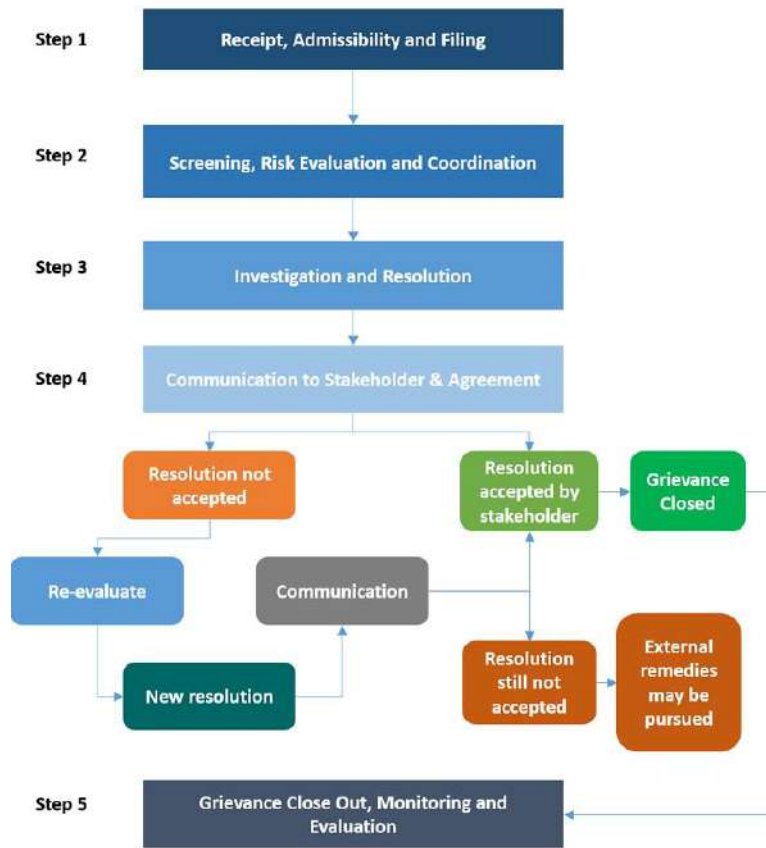 Step 1
Receipt, Admissibility and Filing
Step 2
Screening, Risk Evaluation and Coordination
Step 3
Investigation and Resolution
Step 4
Communication to Stakeholder & Agreement
Resolution not
accepted
Resolution
accepted by
stakeholder
Grievance
Closed
Re-evaluate
Communication
New resolution
Resolution
still not
accepted
External
remedies
may be
pursued
Step 5
Grievance Close Out, Monitoring and
Evaluation